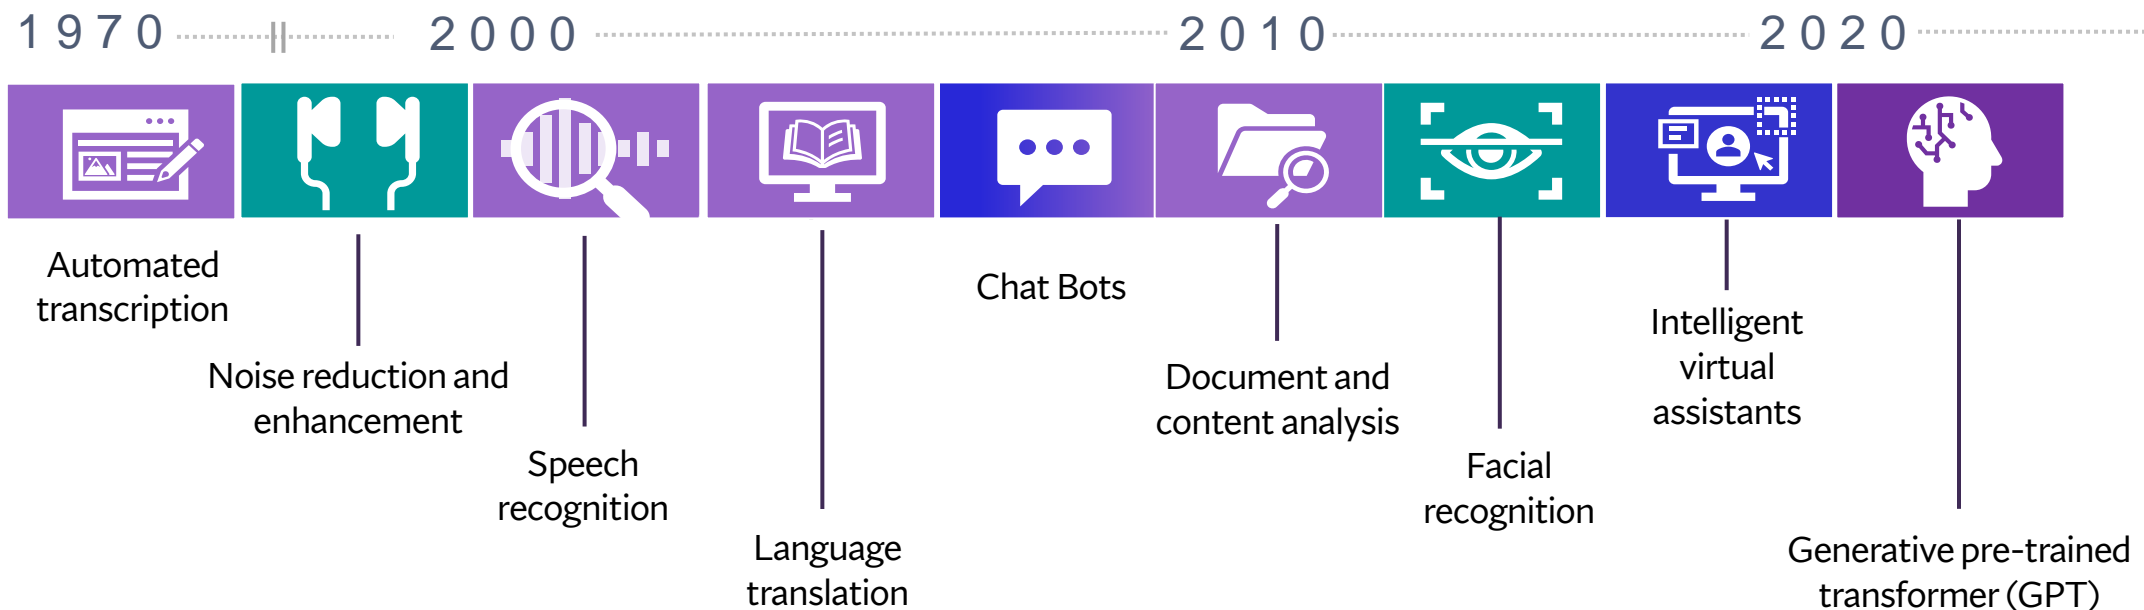 1970
2000
2010
2020
Automated
transcription
Noise reduction and
enhancement
Speech
recognition
Language
translation
Chat Bots
Document and
content analysis
Facial
recognition
Intelligent
virtual
assistants
Generative pre-trained
transformer (GPT)